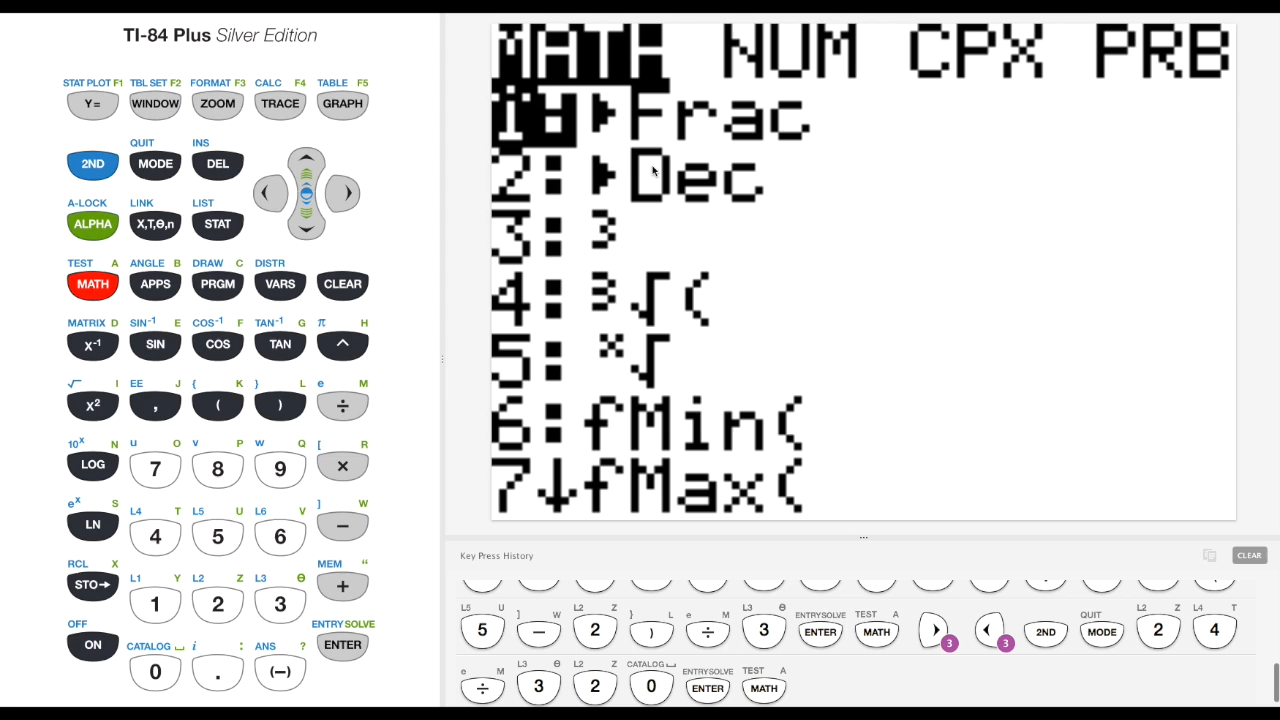 TI-84 Plus Silver Edition
STAT PLOT F1 TBL SET F2 FORMAT F3 CALC F4 TABLE F5
Y= WINDOW ZOOM TRACE GRAPH
QUIT INS
2ND MODE DEL
A-LOCK LINK LIST
ALPHA X,T,Θ,n STAT
TEST A ANGLE B DRAW C DISTR
MATH APPS PRGM VARS CLEAR
MATRIX D SIN⁻¹ E COS⁻¹ F TAN⁻¹ G π H
x⁻¹ SIN COS TAN ^
√ I EE J { K } L e M
x² , ( ) ÷
10ˣ N u O v P w Q [ R
LOG 7 8 9 ×
eˣ S L4 T L5 U L6 V ] W
LN 4 5 6 −
RCL X L1 Y L2 Z L3 Θ MEM “
STO→ 1 2 3 +
OFF CATALOG ⎵ i : ANS ? ENTRY SOLVE
ON 0 . (−) ENTER
MATH NUM CPX PRB
1:▶Frac
2:▶Dec
3:³
4:³√(
5:ˣ√
6:fMin(
7↓fMax(
Key Press History CLEAR
L5 U ] W L2 Z } L e M L3 Θ ENTRY SOLVE TEST A QUIT L2 Z L4 T
5 − 2 ) ÷ 3 ENTER MATH > 3 < 3 2ND MODE 2 4
e M L3 Θ L2 Z CATALOG ⎵ ENTRY SOLVE TEST A
÷ 3 2 0 ENTER MATH